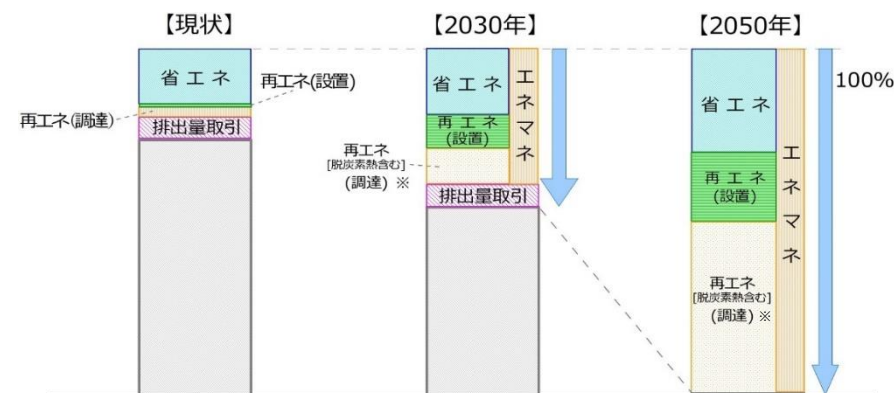 【現状】
省エネ
再エネ(設置)
再エネ(調達)
排出量取引
【2030年】
省エネ
再エネ
(設置)
再エネ
[脱炭素熱含む]
(調達) ※
エネマネ
排出量取引
【2050年】
100%
省エネ
再エネ
(設置)
再エネ
[脱炭素熱含む]
(調達) ※
エネマネ